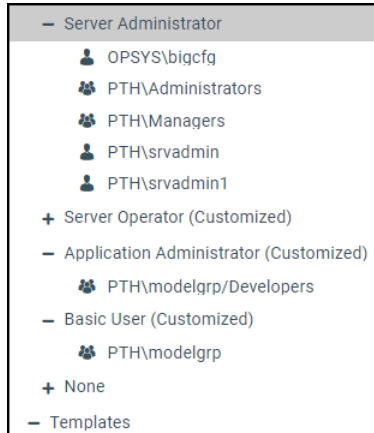 Server Administrator
OPSYS\bigcfg
PTH\Administrators
PTH\Managers
PTH\srvadmin
PTH\srvadmin1
Server Operator (Customized)
Application Administrator (Customized)
PTH\modelgrp/Developers
Basic User (Customized)
PTH\modelgrp
None
Templates